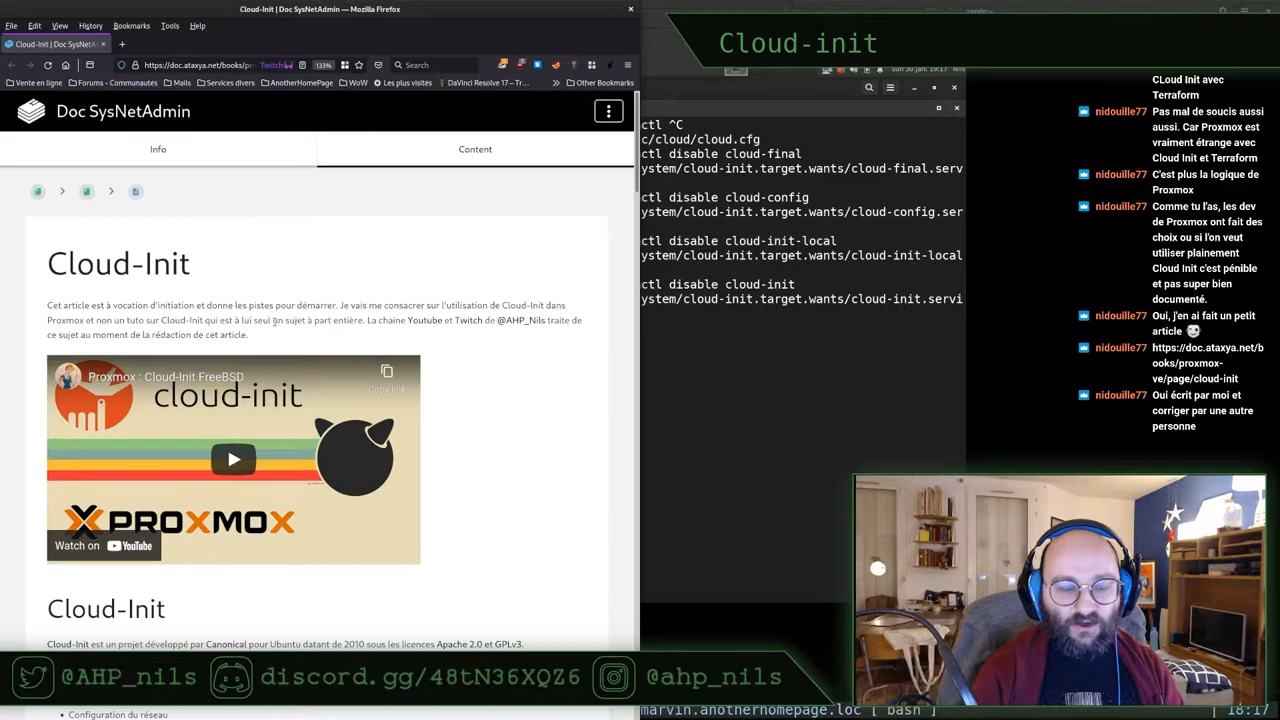 Cloud-Init | Doc SysNetAdmin — Mozilla Firefox
File Edit View History Bookmarks Tools Help
Cloud-Init | Doc SysNetA
https://doc.ataxya.net/books/pr
Twitch
133%
Search
Vente en ligne Forums - Communautés Mails Services divers AnotherHomePage WoW Les plus visités DaVinci Resolve 17 – Tr… Other Bookmarks
Doc SysNetAdmin
Info
Content
Cloud-Init
Cet article est à vocation d'initiation et donne les pistes pour démarrer. Je vais me consacrer sur l'utilisation de Cloud-Init dans
Proxmox et non un tuto sur Cloud-Init qui est à lui seul un sujet à part entière. La chaine Youtube et Twitch de @AHP_Nils traite de
ce sujet au moment de la rédaction de cet article.
Proxmox : Cloud-Init FreeBSD
Copy link
cloud-init
PROXMOX
Watch on YouTube
Cloud-Init
Cloud-Init est un projet développé par Canonical pour Ubuntu datant de 2010 sous les licences Apache 2.0 et GPLv3.
Configuration du réseau
Cloud-init
Sun 30 Jan, 19:17 Nils
ctl ^C
c/cloud/cloud.cfg
ctl disable cloud-final
ystem/cloud-init.target.wants/cloud-final.serv
ctl disable cloud-config
ystem/cloud-init.target.wants/cloud-config.ser
ctl disable cloud-init-local
ystem/cloud-init.target.wants/cloud-init-local
ctl disable cloud-init
ystem/cloud-init.target.wants/cloud-init.servi
CLoud Init avec
Terraform
nidouille77 Pas mal de soucis aussi
aussi. Car Proxmox est
vraiment étrange avec
Cloud Init et Terraform
nidouille77 C'est plus la logique de
Proxmox
nidouille77 Comme tu l'as, les dev
de Proxmox ont fait des
choix ou si l'on veut
utiliser plainement
Cloud Init c'est pénible
et pas super bien
documenté.
nidouille77 Oui, j'en ai fait un petit
article
nidouille77 https://doc.ataxya.net/b
ooks/proxmox-
ve/page/cloud-init
nidouille77 Oui écrit par moi et
corriger par une autre
personne
@AHP_nils discord.gg/48tN36XQZ6 @ahp_nils
marvin.anotherhomepage.loc [ bash ] | 18:17